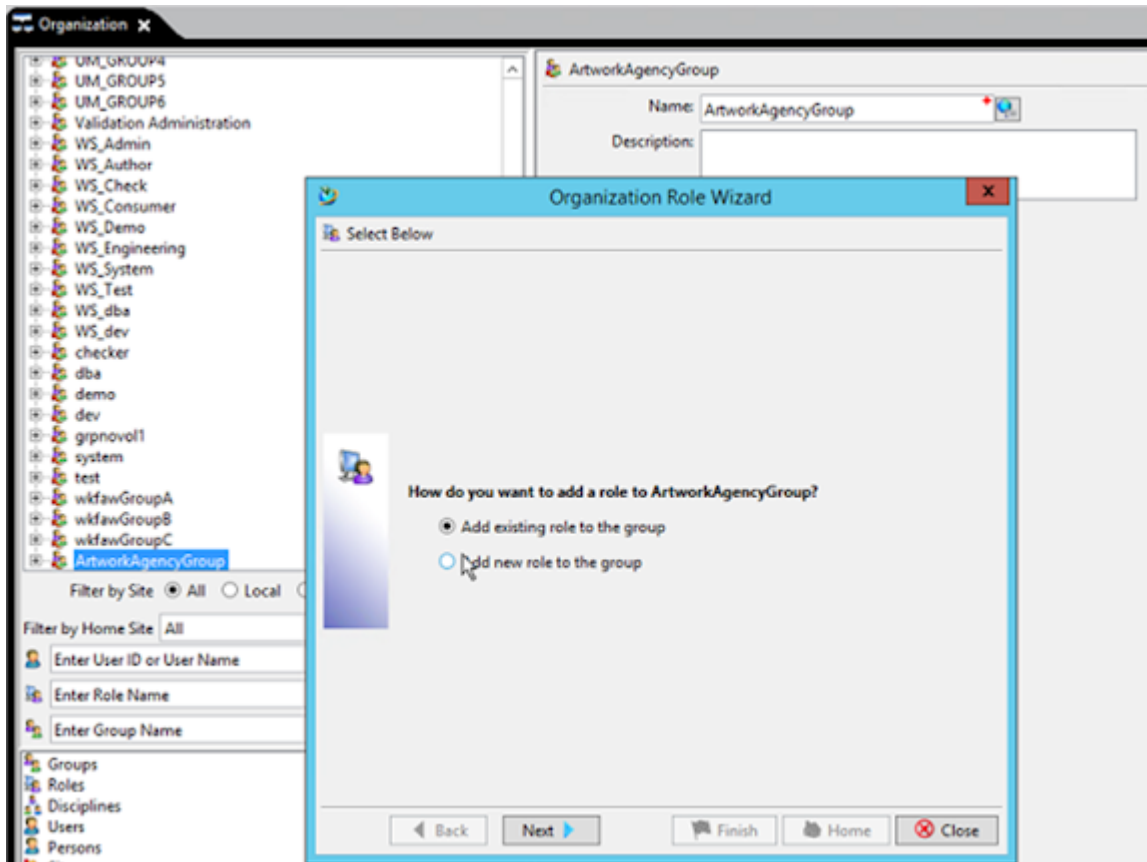 Organization
UM_GROUP4
UM_GROUP5
UM_GROUP6
Validation Administration
WS_Admin
WS_Author
WS_Check
WS_Consumer
WS_Demo
WS_Engineering
WS_System
WS_Test
WS_dba
WS_dev
checker
dba
demo
dev
grpnovol1
system
test
wkfawGroupA
wkfawGroupB
wkfawGroupC
ArtworkAgencyGroup
Filter by Site All Local
Filter by Home Site All
Enter User ID or User Name
Enter Role Name
Enter Group Name
Groups
Roles
Disciplines
Users
Persons
ArtworkAgencyGroup
Name: ArtworkAgencyGroup
Description:
Organization Role Wizard
Select Below
How do you want to add a role to ArtworkAgencyGroup?
Add existing role to the group
Add new role to the group
Back Next Finish Home Close